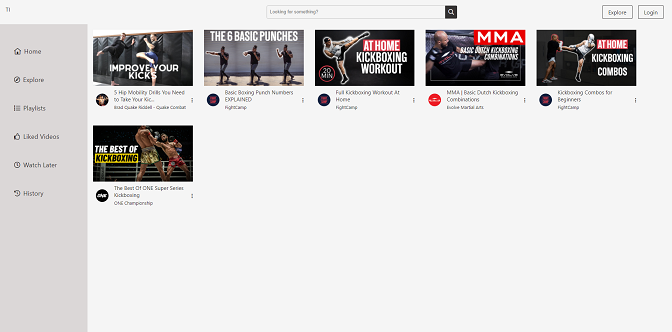 TI
Looking for something?
Explore
Login
Home
Explore
Playlists
Liked Videos
Watch Later
History
IMPROVE YOUR
KICKS
5 Hip Mobility Drills You Need
to Take Your Kic...
Brad Quake Riddell - Quake Combat
THE 6 BASIC PUNCHES
Basic Boxing Punch Numbers
EXPLAINED
FightCamp
AT HOME
KICKBOXING
WORKOUT
20
MIN
Full Kickboxing Workout At
Home
FightCamp
MMA
BASIC DUTCH KICKBOXING
COMBINATIONS
MMA | Basic Dutch Kickboxing
Combinations
Evolve Martial Arts
AT HOME
KICKBOXING
COMBOS
Kickboxing Combos for
Beginners
FightCamp
THE BEST OF
KICKBOXING
ONE
The Best Of ONE Super Series
Kickboxing
ONE Championship